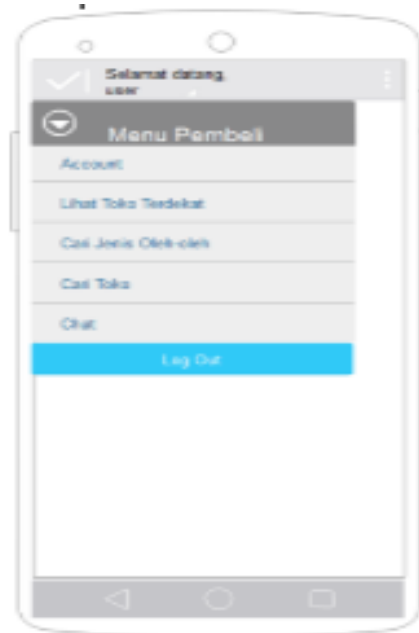 Selamat datang,
user
Menu Pembeli
Account
Lihat Toko Terdekat
Cari Jenis Oleh-oleh
Cari Toko
Chat
Log Out